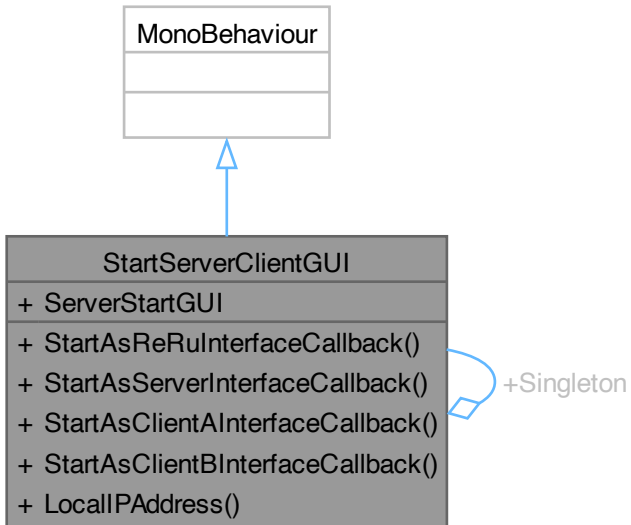 MonoBehaviour
StartServerClientGUI
+ ServerStartGUI
+ StartAsReRuInterfaceCallback()
+ StartAsServerInterfaceCallback()
+Singleton
+ StartAsClientAInterfaceCallback()
+ StartAsClientBInterfaceCallback()
+ LocalIPAddress()